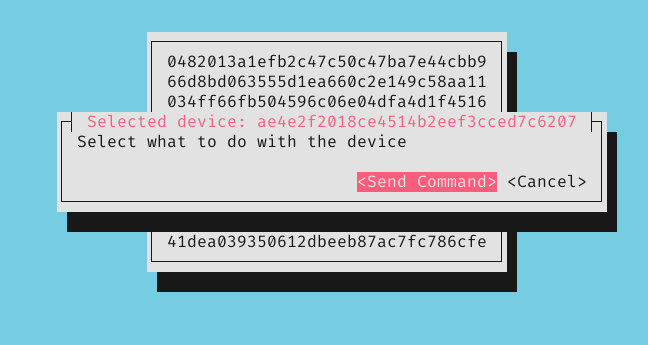 0482013a1efb2c47c50c47ba7e44cbb9
66d8bd063555d1ea660c2e149c58aa11
034ff66fb504596c06e04dfa4d1f4516
Selected device: ae4e2f2018ce4514b2eef3cced7c6207
Select what to do with the device
<Send Command> <Cancel>
41dea039350612dbeeb87ac7fc786cfe